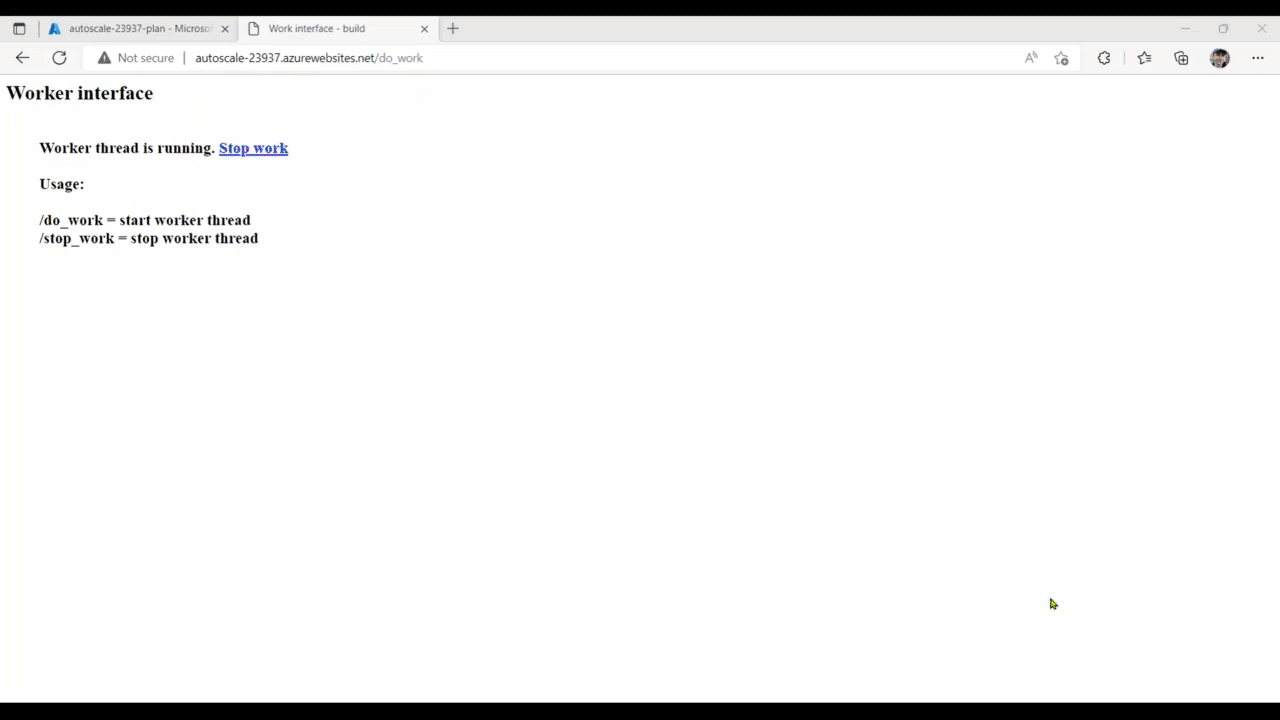 autoscale-23937-plan - Microsof
Work interface - build
Not secure
autoscale-23937.azurewebsites.net/do_work
Worker interface
Worker thread is running. Stop work
Usage:
/do_work = start worker thread
/stop_work = stop worker thread